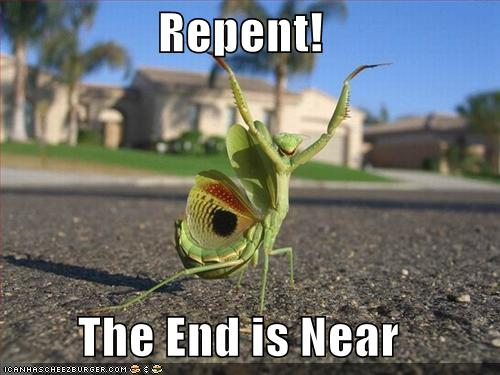 Repent!
The End is Near
ICANHASCHEEZBURGER.COM